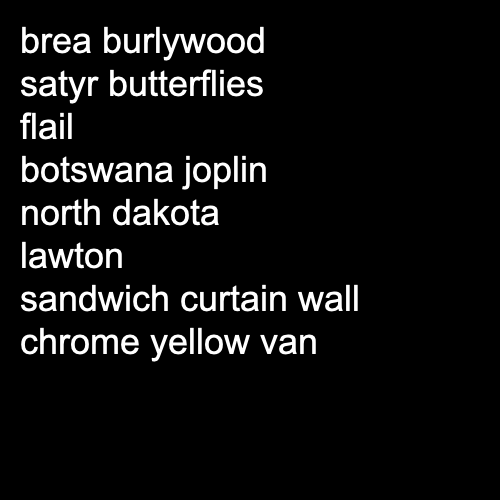 brea burlywood
satyr butterflies
flail
botswana joplin
north dakota
lawton
sandwich curtain wall
chrome yellow van